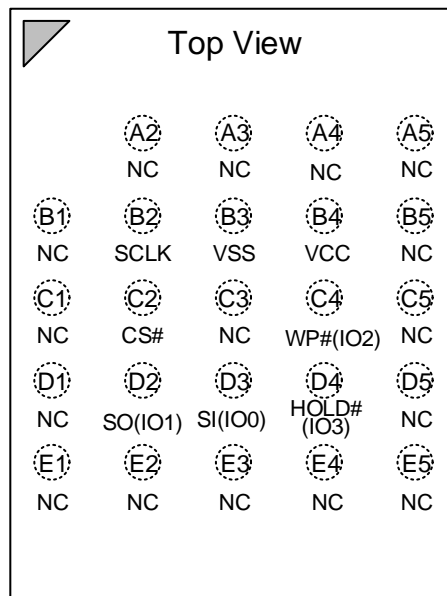 Top View
A2 A3 A4 A5
NC NC NC NC
B1 B2 B3 B4 B5
NC SCLK VSS VCC NC
C1 C2 C3 C4 C5
NC CS# NC WP#(IO2) NC
D1 D2 D3 D4 D5
NC SO(IO1) SI(IO0) HOLD# NC
(IO3)
E1 E2 E3 E4 E5
NC NC NC NC NC